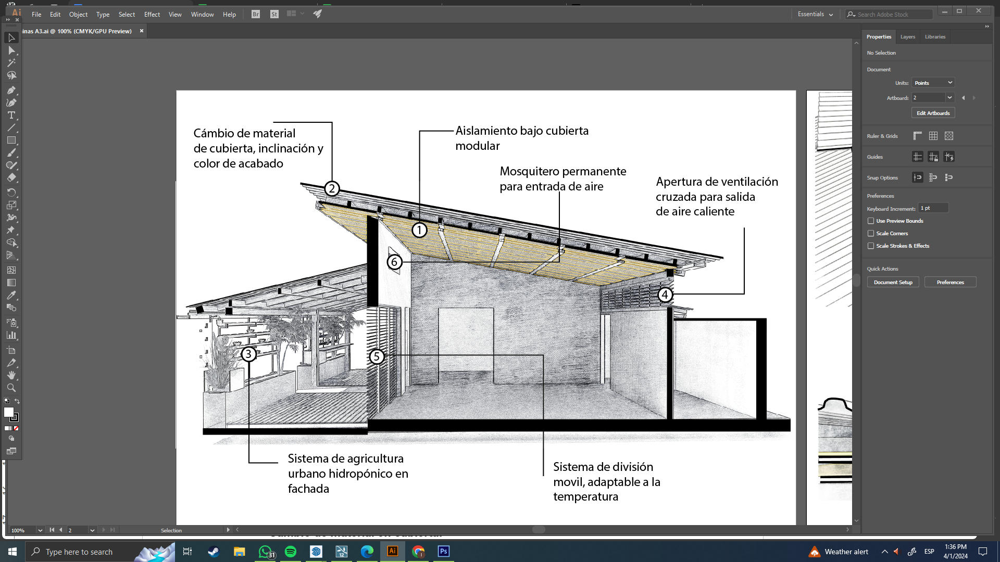 Ai
File Edit Object Type Select Effect View Window Help Br St
Essentials Search Adobe Stock
inas A3.ai @ 100% (CMYK/GPU Preview)
Properties Layers Libraries
No Selection
Document
Units: Points
Artboard: 2
Edit Artboards
Ruler & Grids
Guides
Snap Options
Preferences
Keyboard Increment: 1 pt
Use Preview Bounds
Scale Corners
Scale Strokes & Effects
Quick Actions
Document Setup Preferences
Cámbio de material
de cubierta, inclinación y
color de acabado
Aislamiento bajo cubierta
modular
Mosquitero permanente
para entrada de aire
Apertura de ventilación
cruzada para salida
de aire caliente
2
1
6
4
3
5
Sistema de agricultura
urbano hidropónico en
fachada
Sistema de división
movil, adaptable a la
temperatura
100% 2 Selection
Type here to search
31
12
Ai
Ps
Weather alert
ESP
1:36 PM
4/1/2024